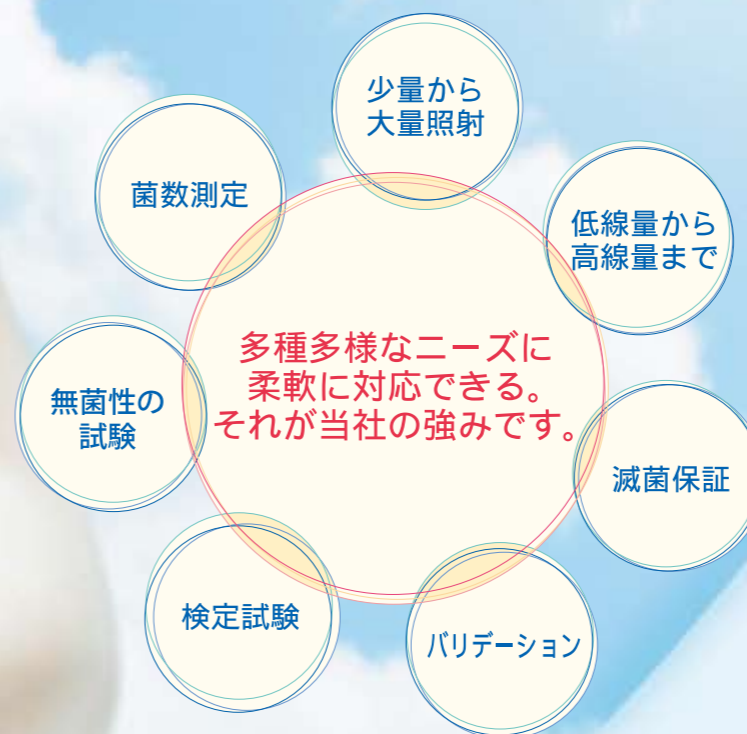 少量から
大量照射
低線量から
高線量まで
滅菌保証
バリデーション
検定試験
無菌性の
試験
菌数測定
多種多様なニーズに
柔軟に対応できる。
それが当社の強みです。